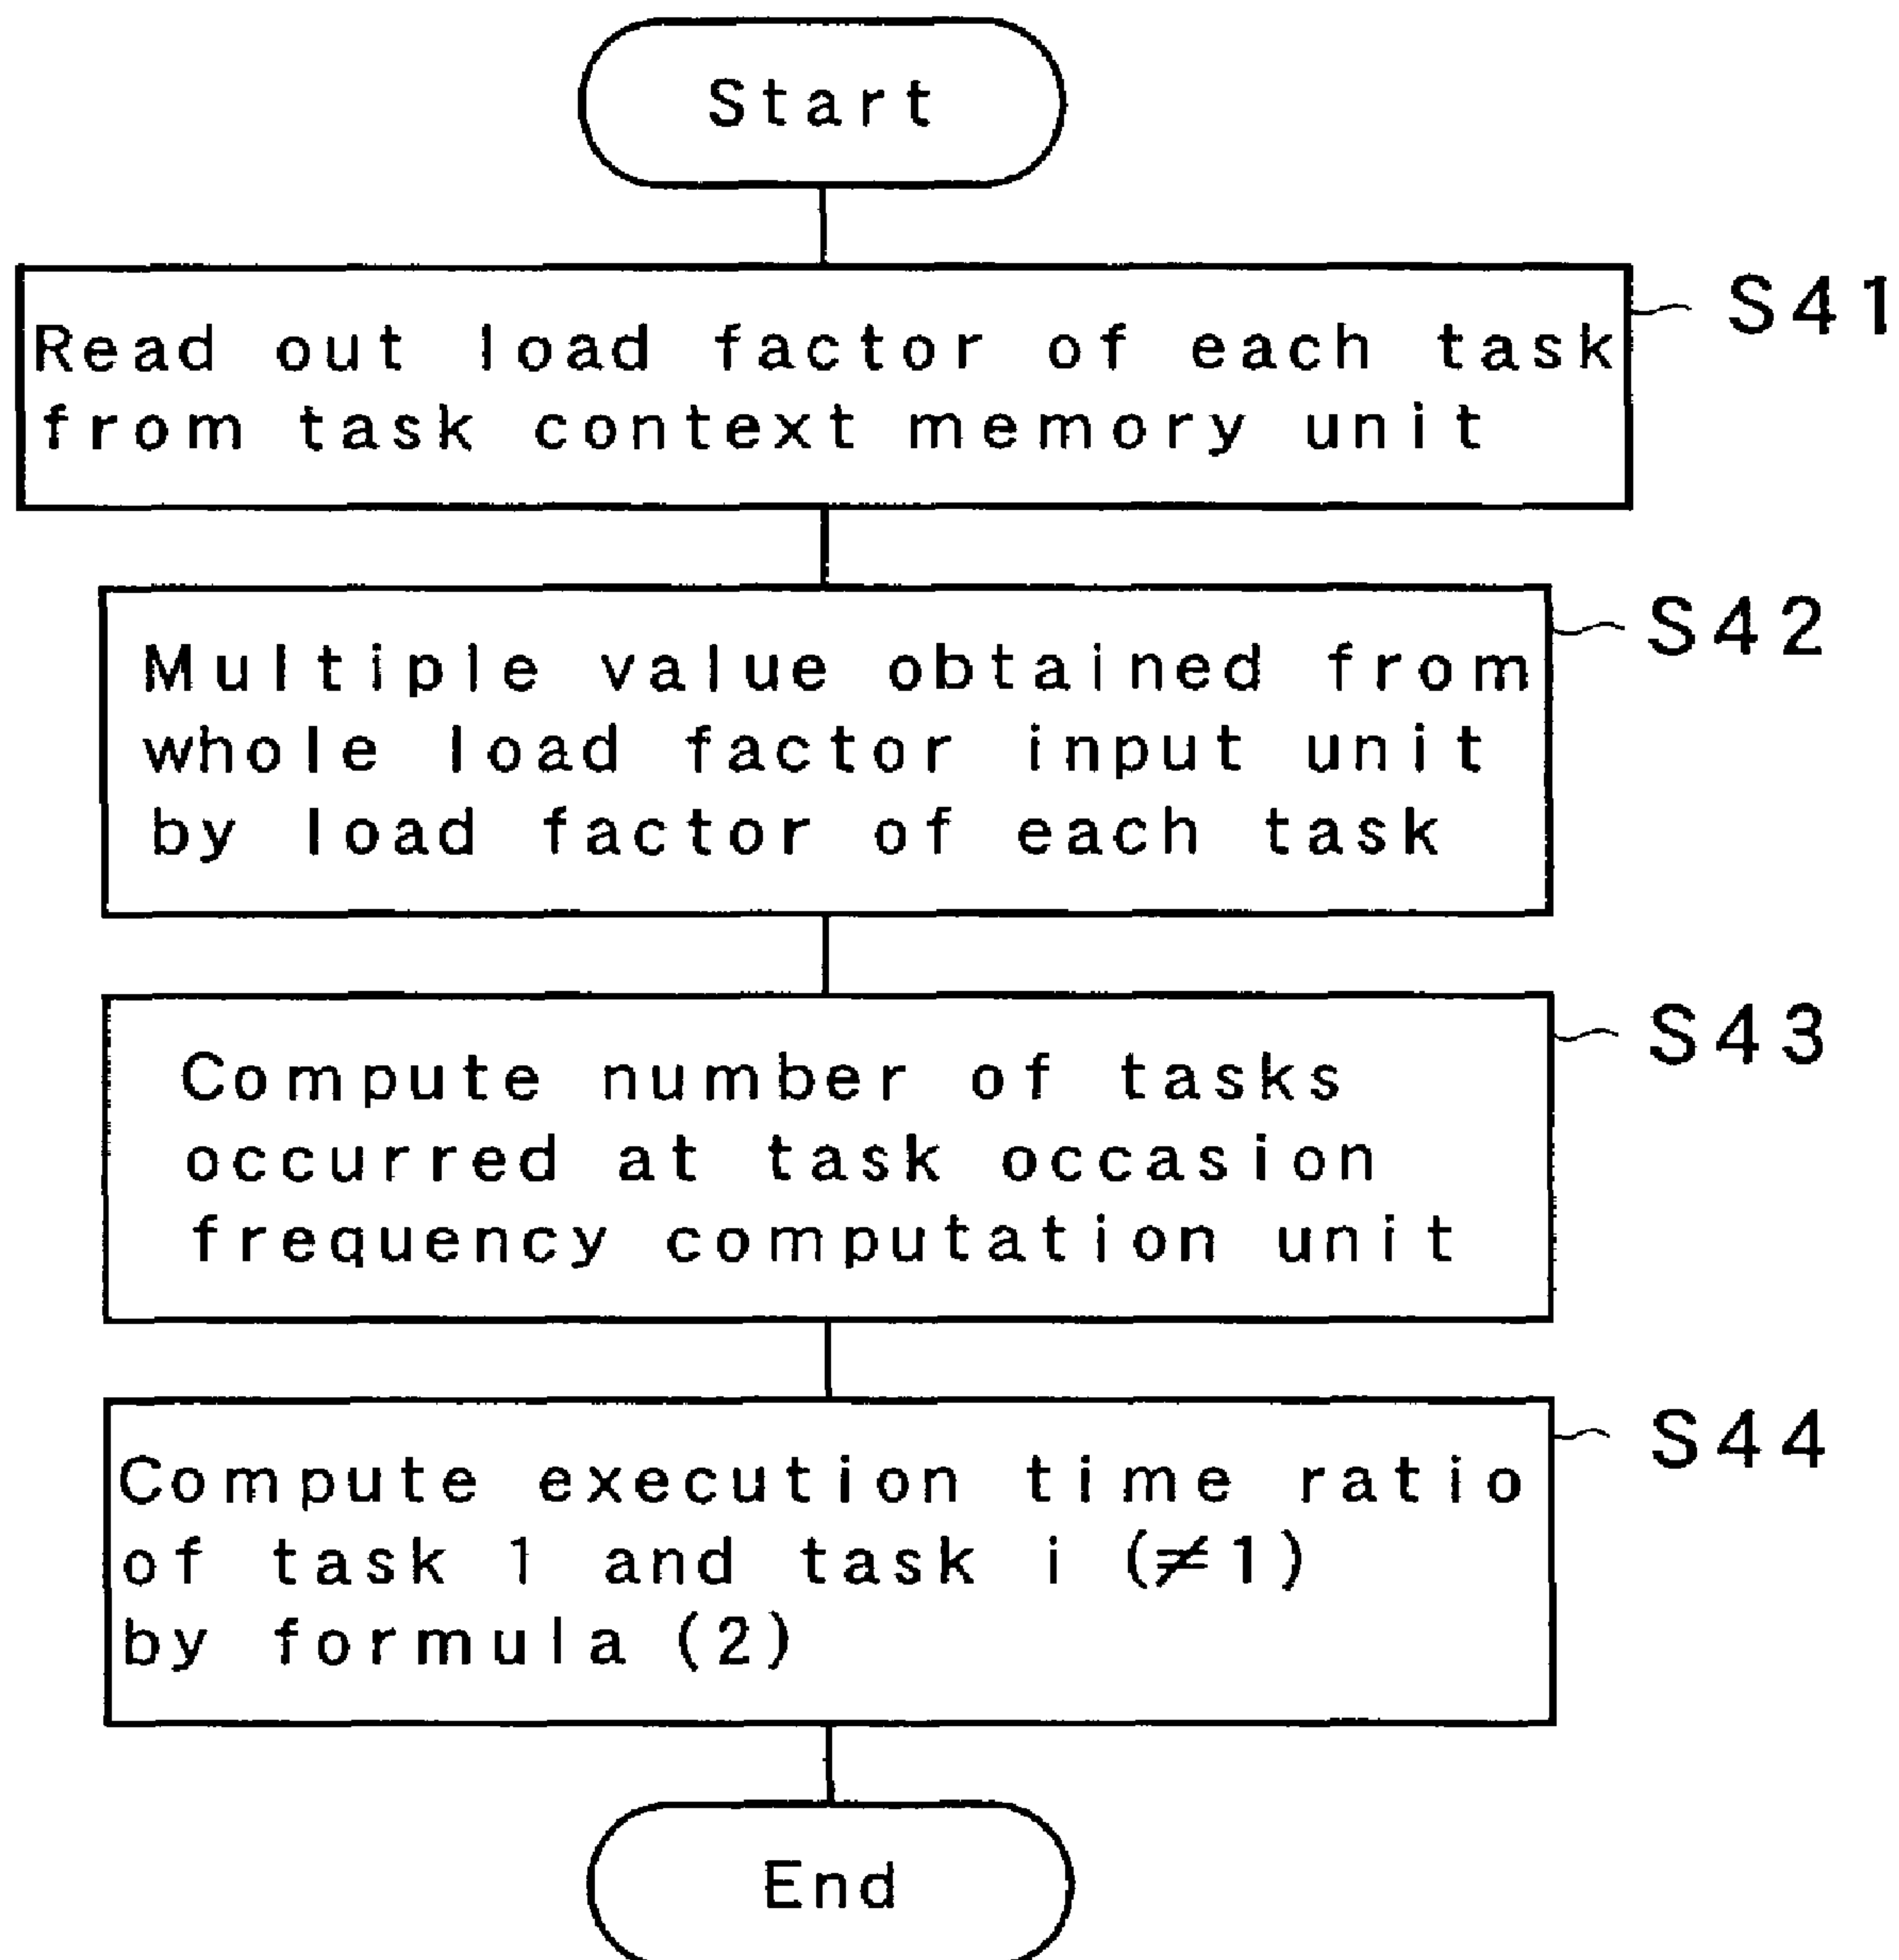 Start
S41
Read out load factor of each task
from task context memory unit
S42
Multiple value obtained from
whole load factor input unit
by load factor of each task
S43
Compute number of tasks
occurred at task occasion
frequency computation unit
S44
Compute execution time ratio
of task 1 and task i (≠1)
by formula (2)
End